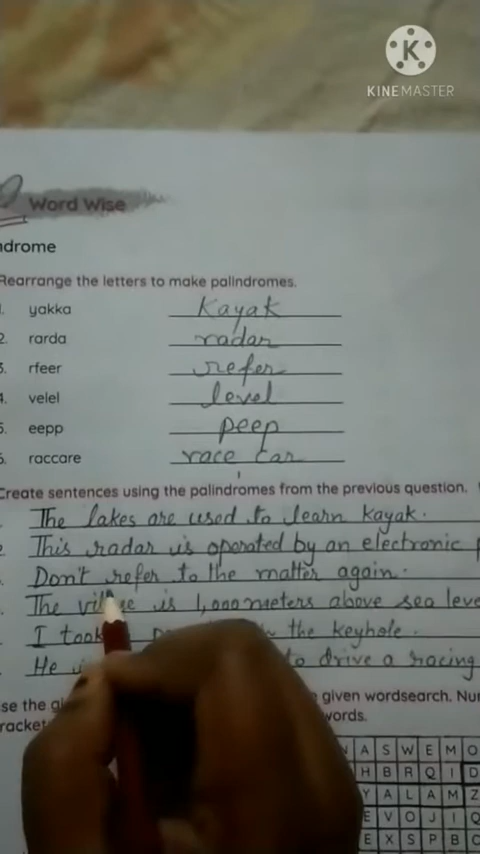 K
KINEMASTER
Word Wise
ndrome
Rearrange the letters to make palindromes.
1. yakka Kayak
2. rarda radar
3. rfeer refer
4. velel level
5. eepp peep
6. raccare race car
Create sentences using the palindromes from the previous question.
The lakes are used to learn kayak.
This radar is operated by an electronic
Don't refer to the matter again.
The is 1,000 meters above sea leve
I took the keyhole.
He to drive a racing
se the given wordsearch. Nu
racket words.
A S W E M O
H B R Q I D
Y A L A M Z
E V O J I Q
E X S P B C